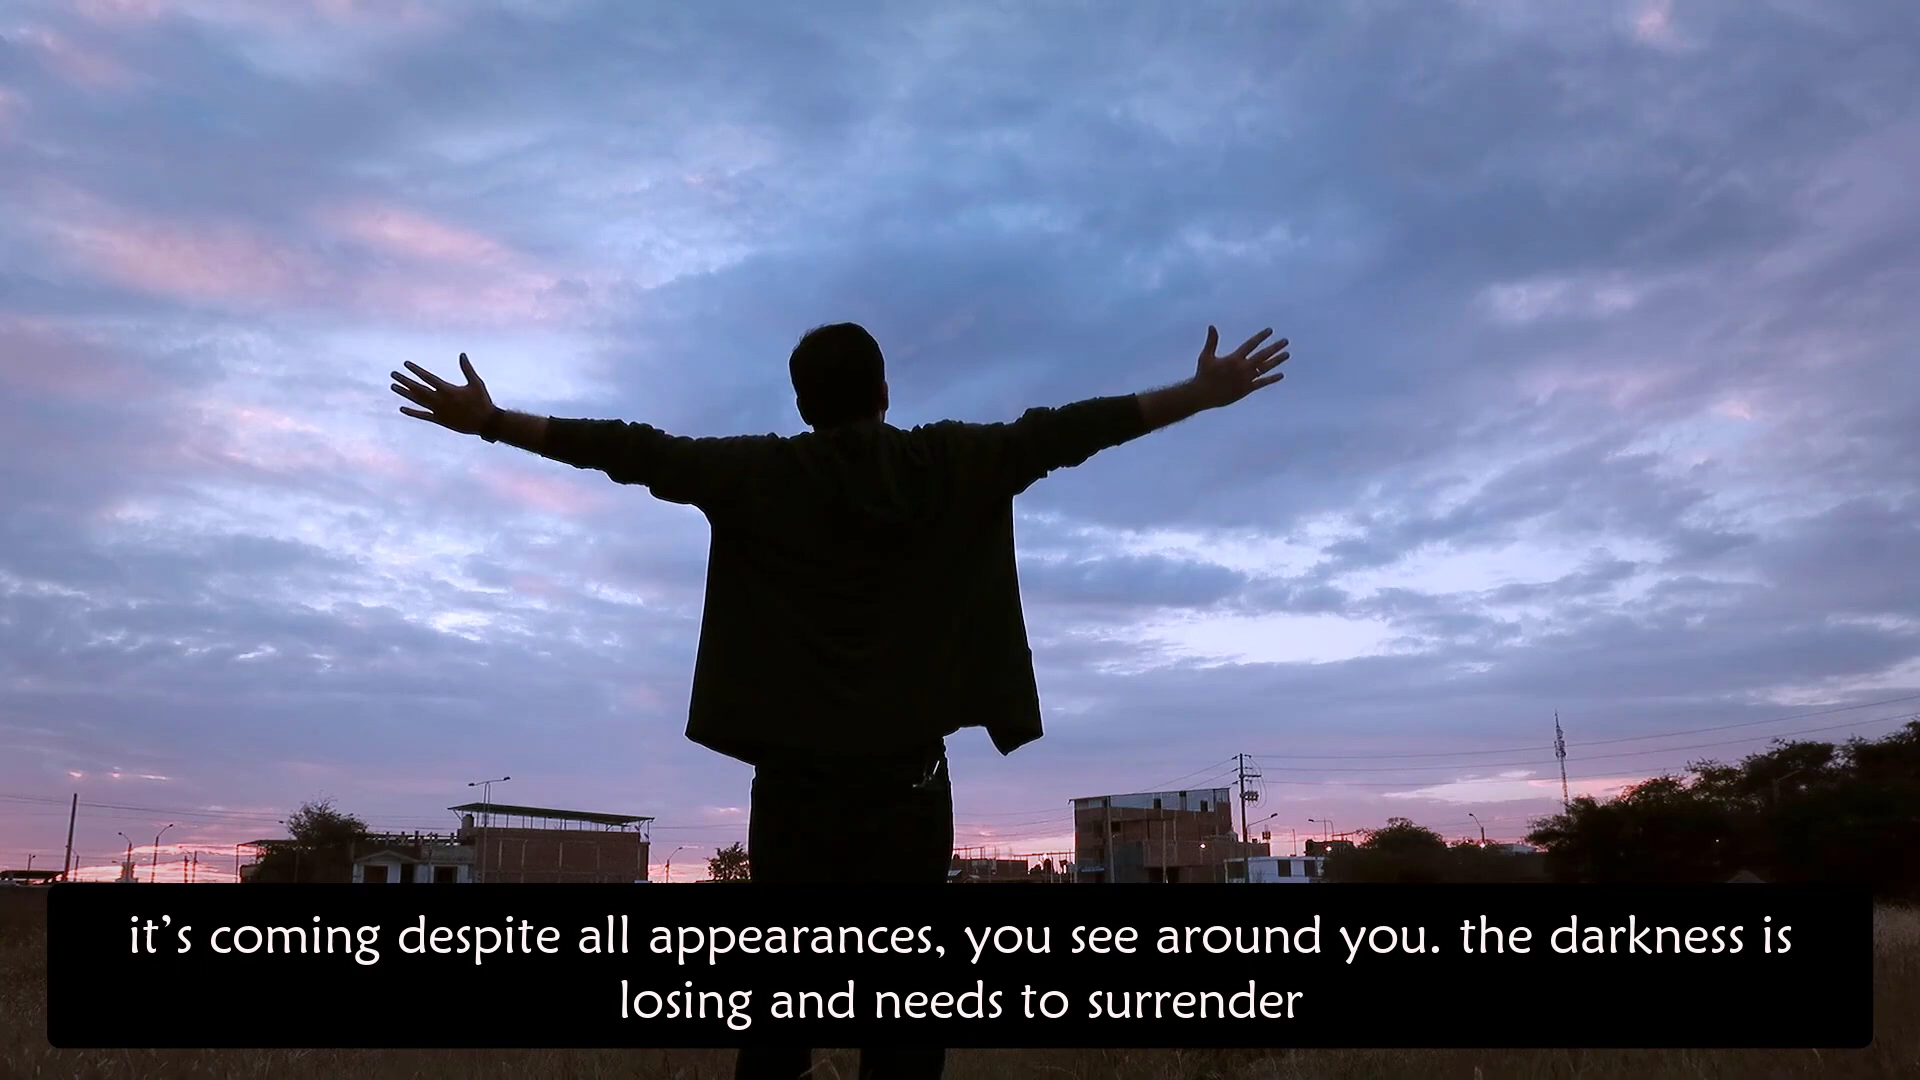 it’s coming despite all appearances, you see around you. the darkness is
losing and needs to surrender